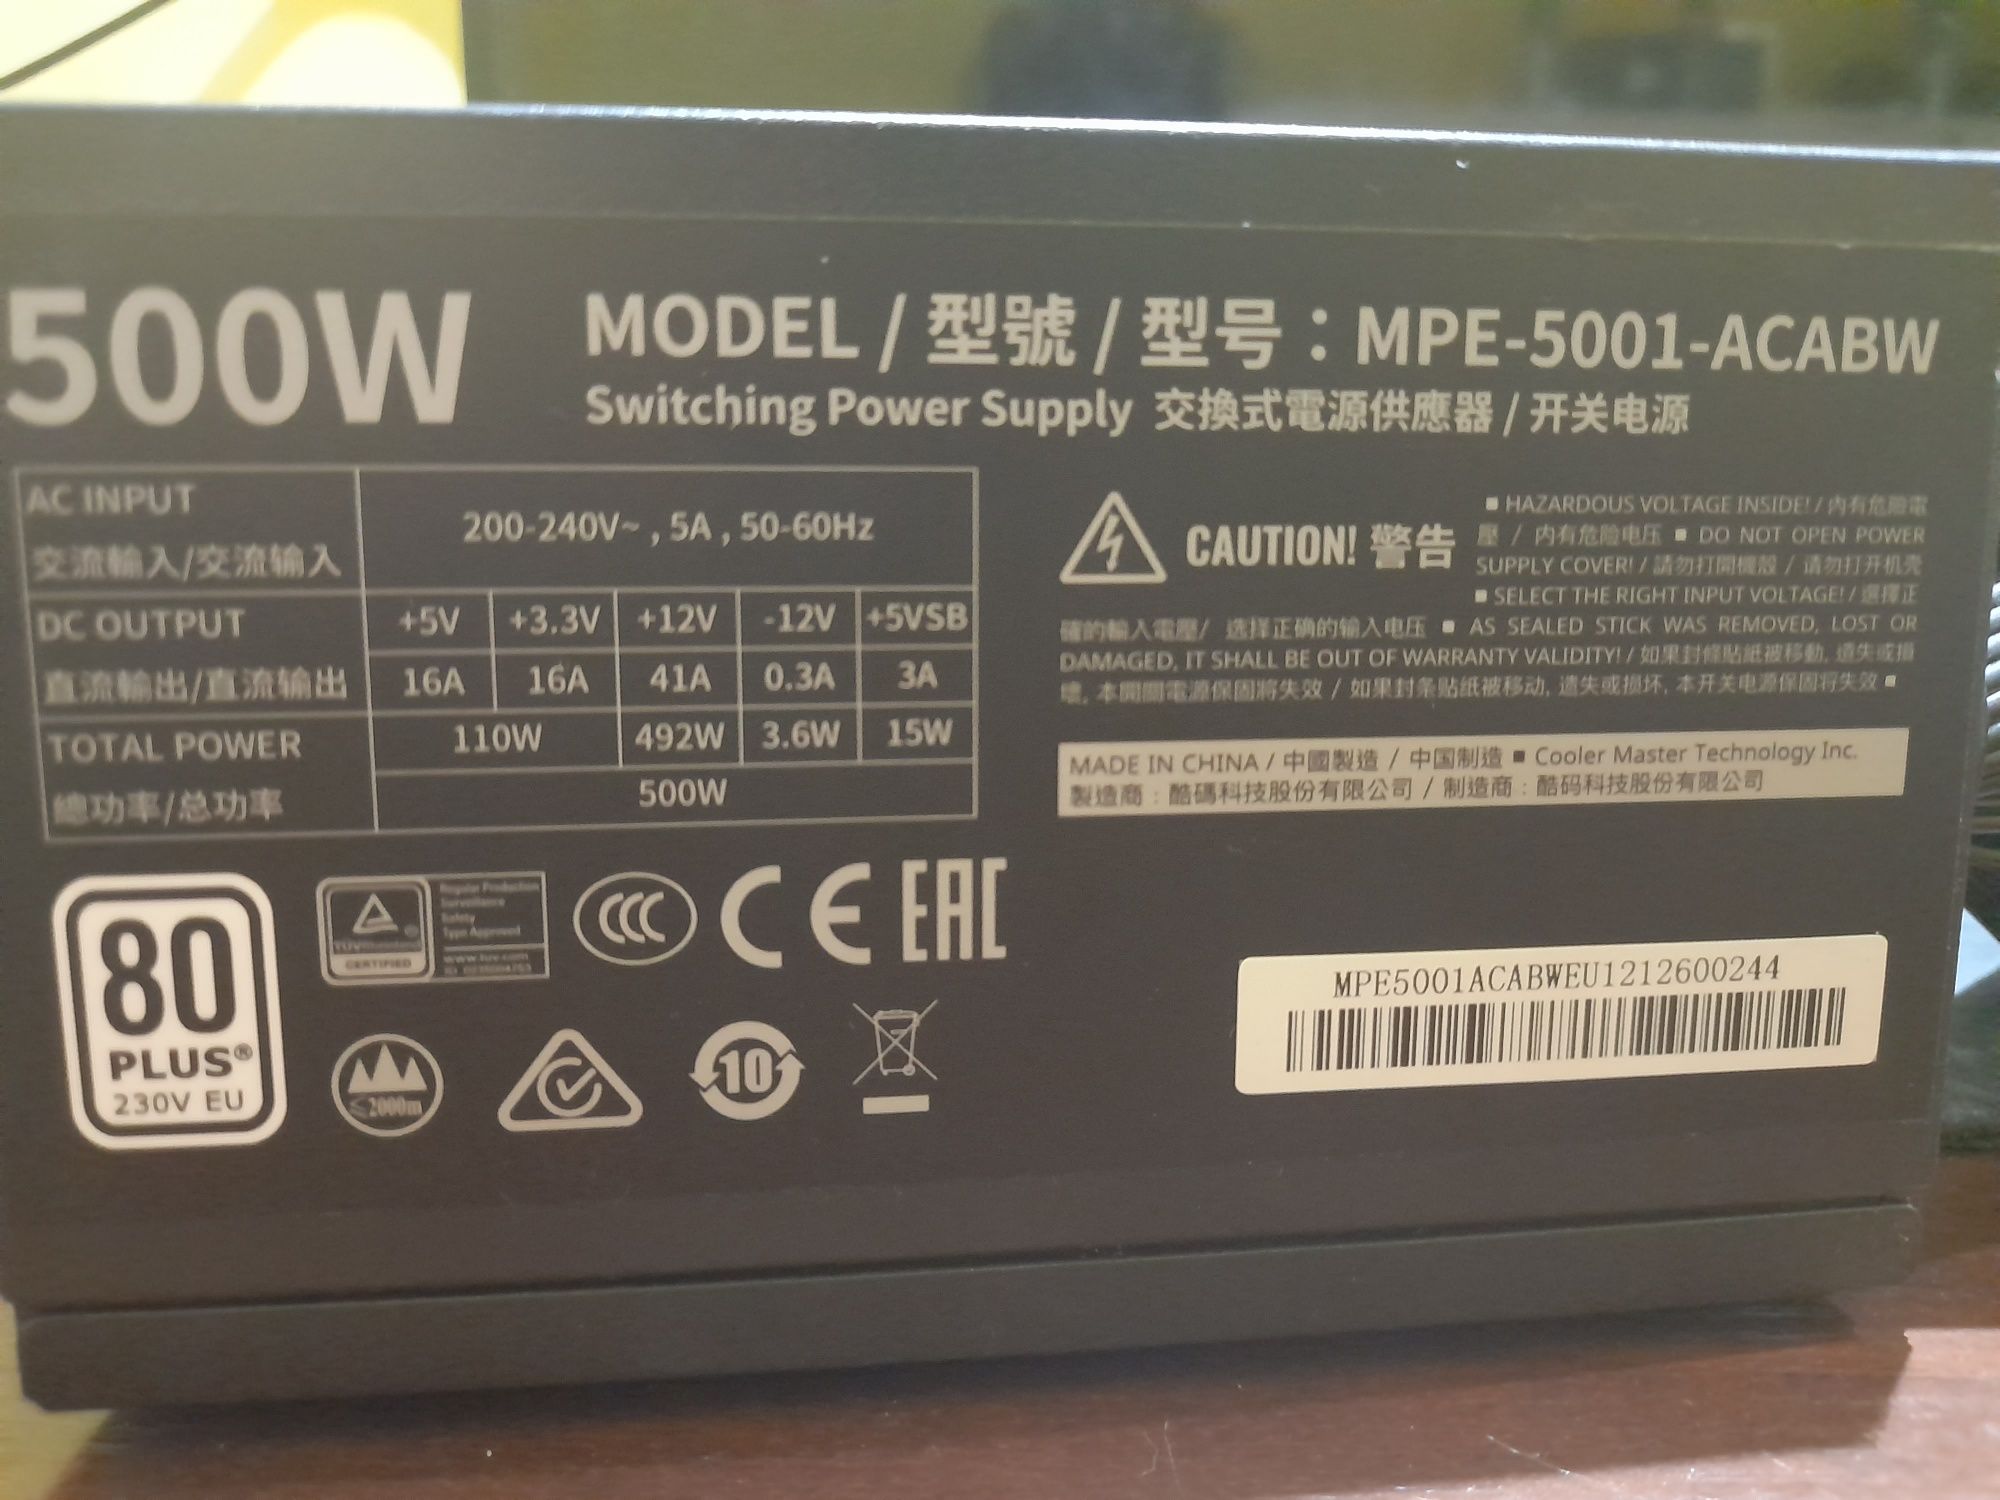 500W
MODEL / 型號 / 型号：MPE-5001-ACABW
Switching Power Supply 交換式電源供應器 / 开关电源
AC INPUT
交流輸入/交流输入
200-240V~ , 5A , 50-60Hz
DC OUTPUT
直流輸出/直流输出
+5V +3.3V +12V -12V +5VSB
16A 16A 41A 0.3A 3A
TOTAL POWER
總功率/总功率
110W 492W 3.6W 15W
500W
CAUTION! 警告
■ HAZARDOUS VOLTAGE INSIDE! / 內有危險電
壓 / 内有危险电压 ■ DO NOT OPEN POWER
SUPPLY COVER! / 請勿打開機殼 / 请勿打开机壳
■ SELECT THE RIGHT INPUT VOLTAGE! / 選擇正
確的輸入電壓/ 选择正确的输入电压 ■ AS SEALED STICK WAS REMOVED, LOST OR
DAMAGED, IT SHALL BE OUT OF WARRANTY VALIDITY! / 如果封條貼紙被移動, 遺失或損
壞, 本開關電源保固將失效 / 如果封条贴纸被移动, 遗失或损坏, 本开关电源保固将失效 ■
MADE IN CHINA / 中國製造 / 中国制造 ■ Cooler Master Technology Inc.
製造商 : 酷碼科技股份有限公司 / 制造商 : 酷码科技股份有限公司
80
PLUS®
230V EU
TÜVRheinland
CERTIFIED
Regular Production
Surveillance
Safety
Type Approved
www.tuv.com
CCC
CE
EAC
≤2000m
10
MPE5001ACABWEU1212600244